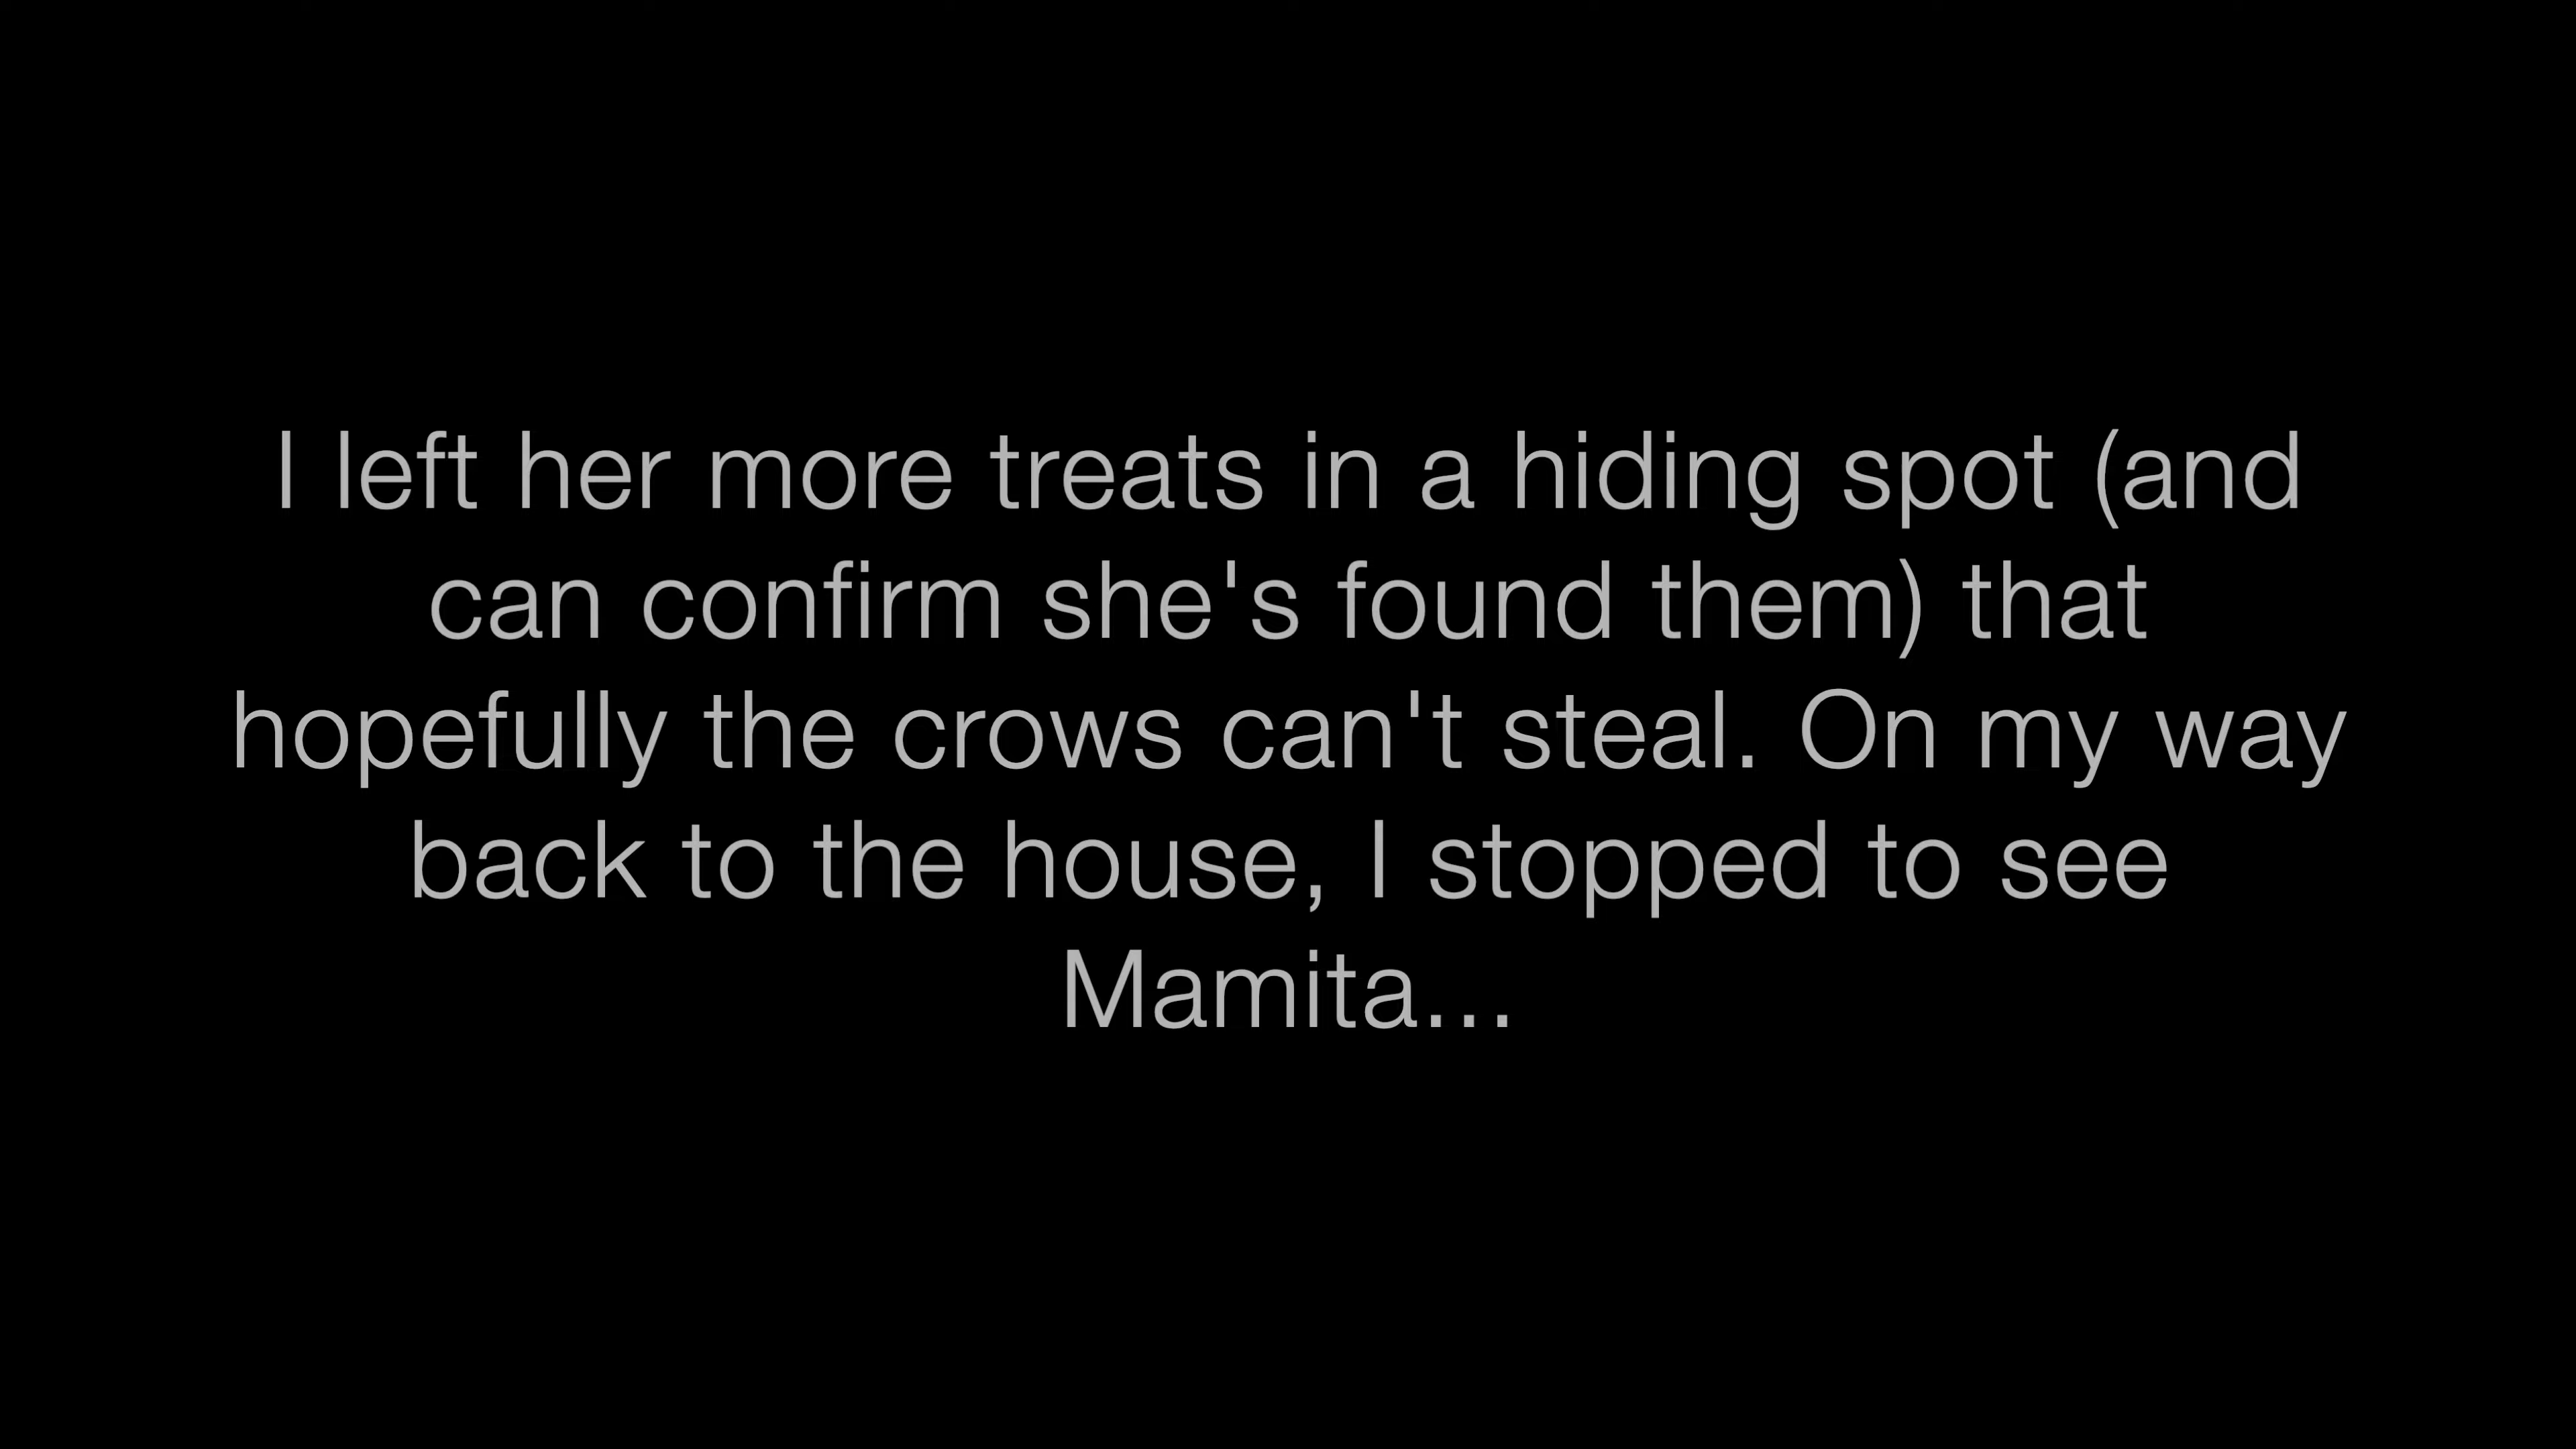 I left her more treats in a hiding spot (and
can confirm she's found them) that
hopefully the crows can't steal. On my way
back to the house, I stopped to see
Mamita...